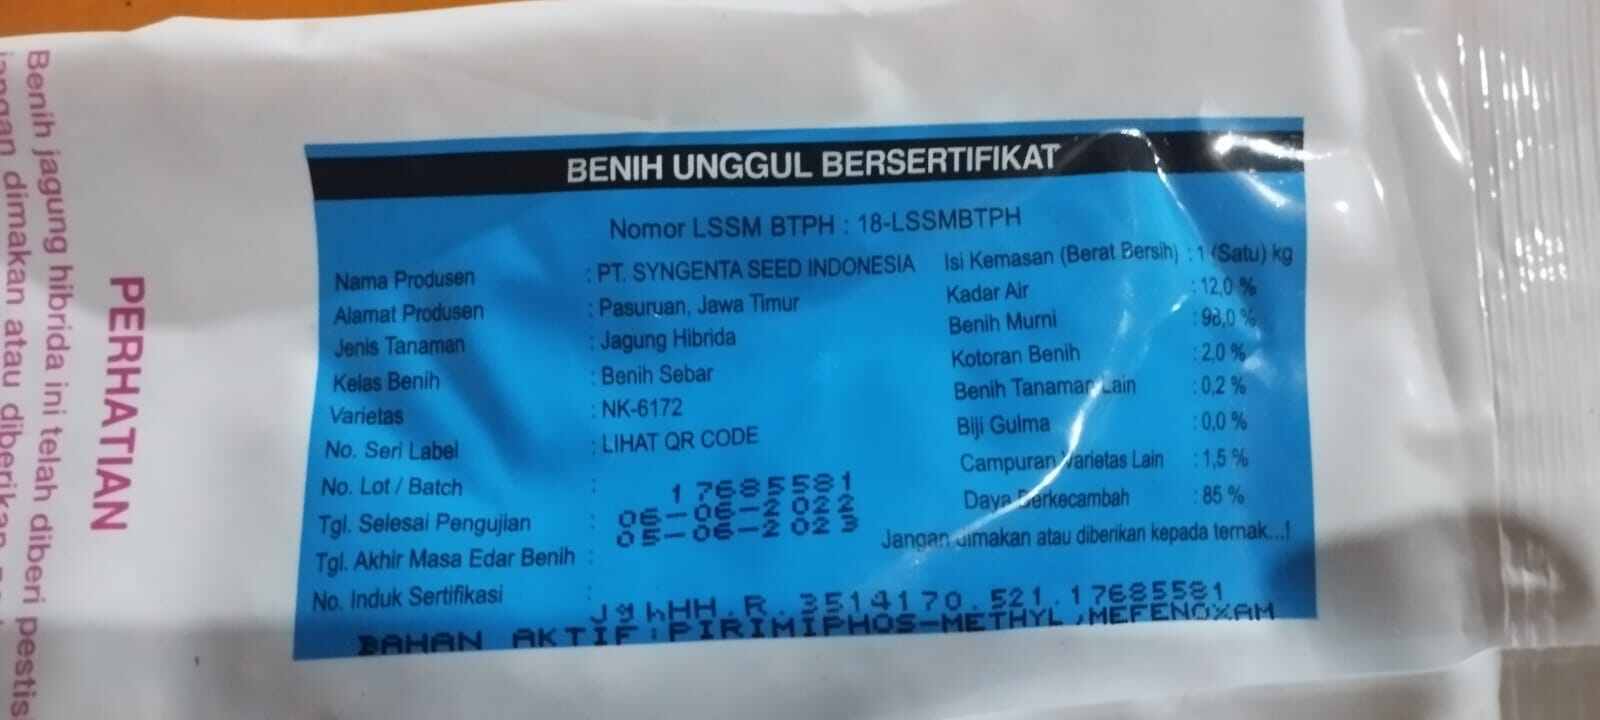 BENIH UNGGUL BERSERTIFIKAT
Nomor LSSM BTPH : 18-LSSMBTPH
Nama Produsen : PT. SYNGENTA SEED INDONESIA
Alamat Produsen : Pasuruan, Jawa Timur
Jenis Tanaman : Jagung Hibrida
Kelas Benih : Benih Sebar
Varietas : NK-6172
No. Seri Label : LIHAT QR CODE
No. Lot / Batch : 17685581
Tgl. Selesai Pengujian : 06-06-2022
Tgl. Akhir Masa Edar Benih : 05-06-2023
No. Induk Sertifikasi : JghHH.R.3514170.521.17685581
BAHAN AKTIF:PIRIMIPHOS-METHYL,MEFENOXAM
Isi Kemasan (Berat Bersih) : 1 (Satu) kg
Kadar Air : 12,0 %
Benih Murni : 98,0 %
Kotoran Benih : 2,0 %
Benih Tanaman Lain : 0,2 %
Biji Gulma : 0,0 %
Campuran Varietas Lain : 1,5 %
Daya Berkecambah : 85 %
Jangan dimakan atau diberikan kepada ternak...!
PERHATIAN
Benih jagung hibrida ini telah diberi pestis
jangan dimakan atau diberikan